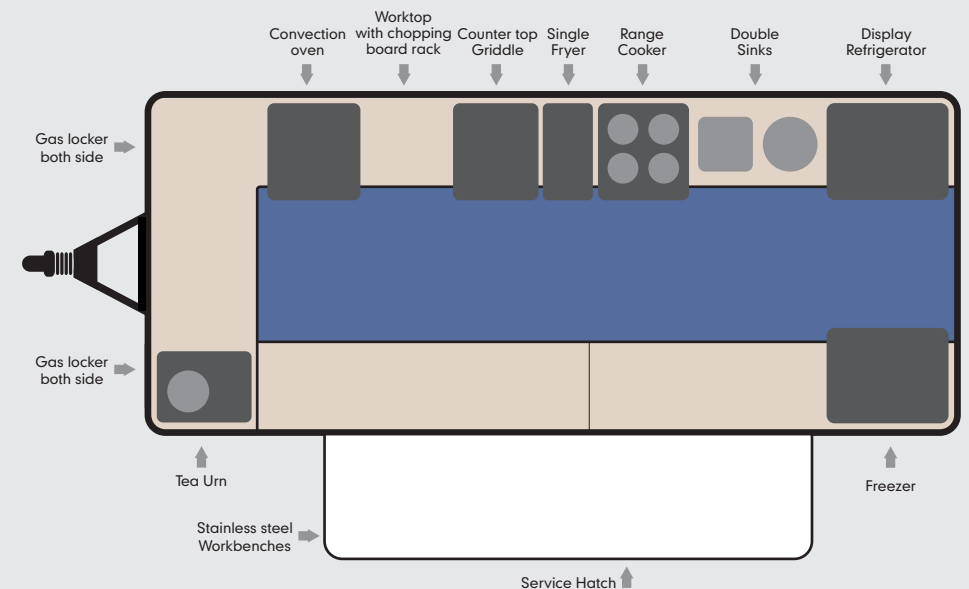 Convection
oven
Worktop
with chopping
board rack
Counter top
Griddle
Single
Fryer
Range
Cooker
Double
Sinks
Display
Refrigerator
Gas locker
both side
Gas locker
both side
Tea Urn
Freezer
Stainless steel
Workbenches
Service Hatch